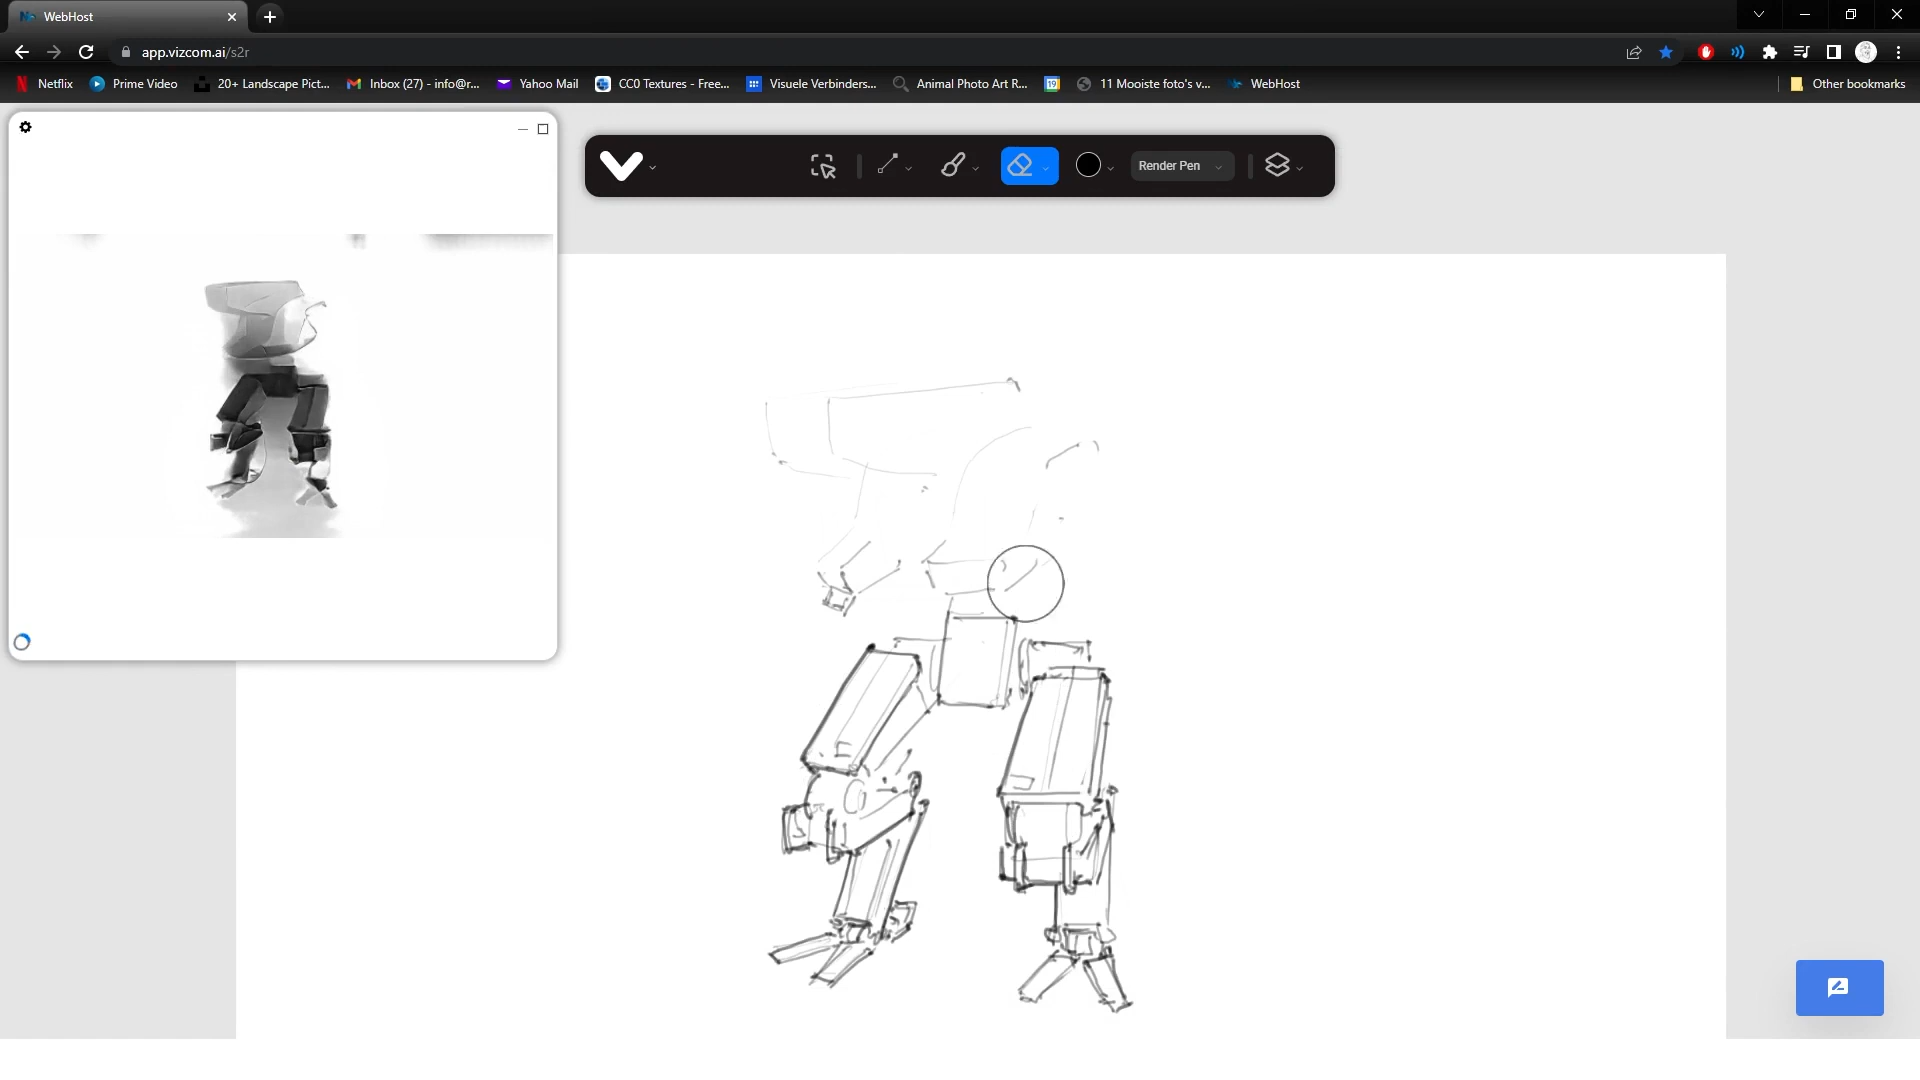 WebHost
app.vizcom.ai/s2r
Netflix
Prime Video
20+ Landscape Pict...
Inbox (27) - info@r...
Yahoo Mail
CC0 Textures - Free...
Visuele Verbinders...
Animal Photo Art R...
19
11 Mooiste foto's v...
WebHost
Other bookmarks
Render Pen